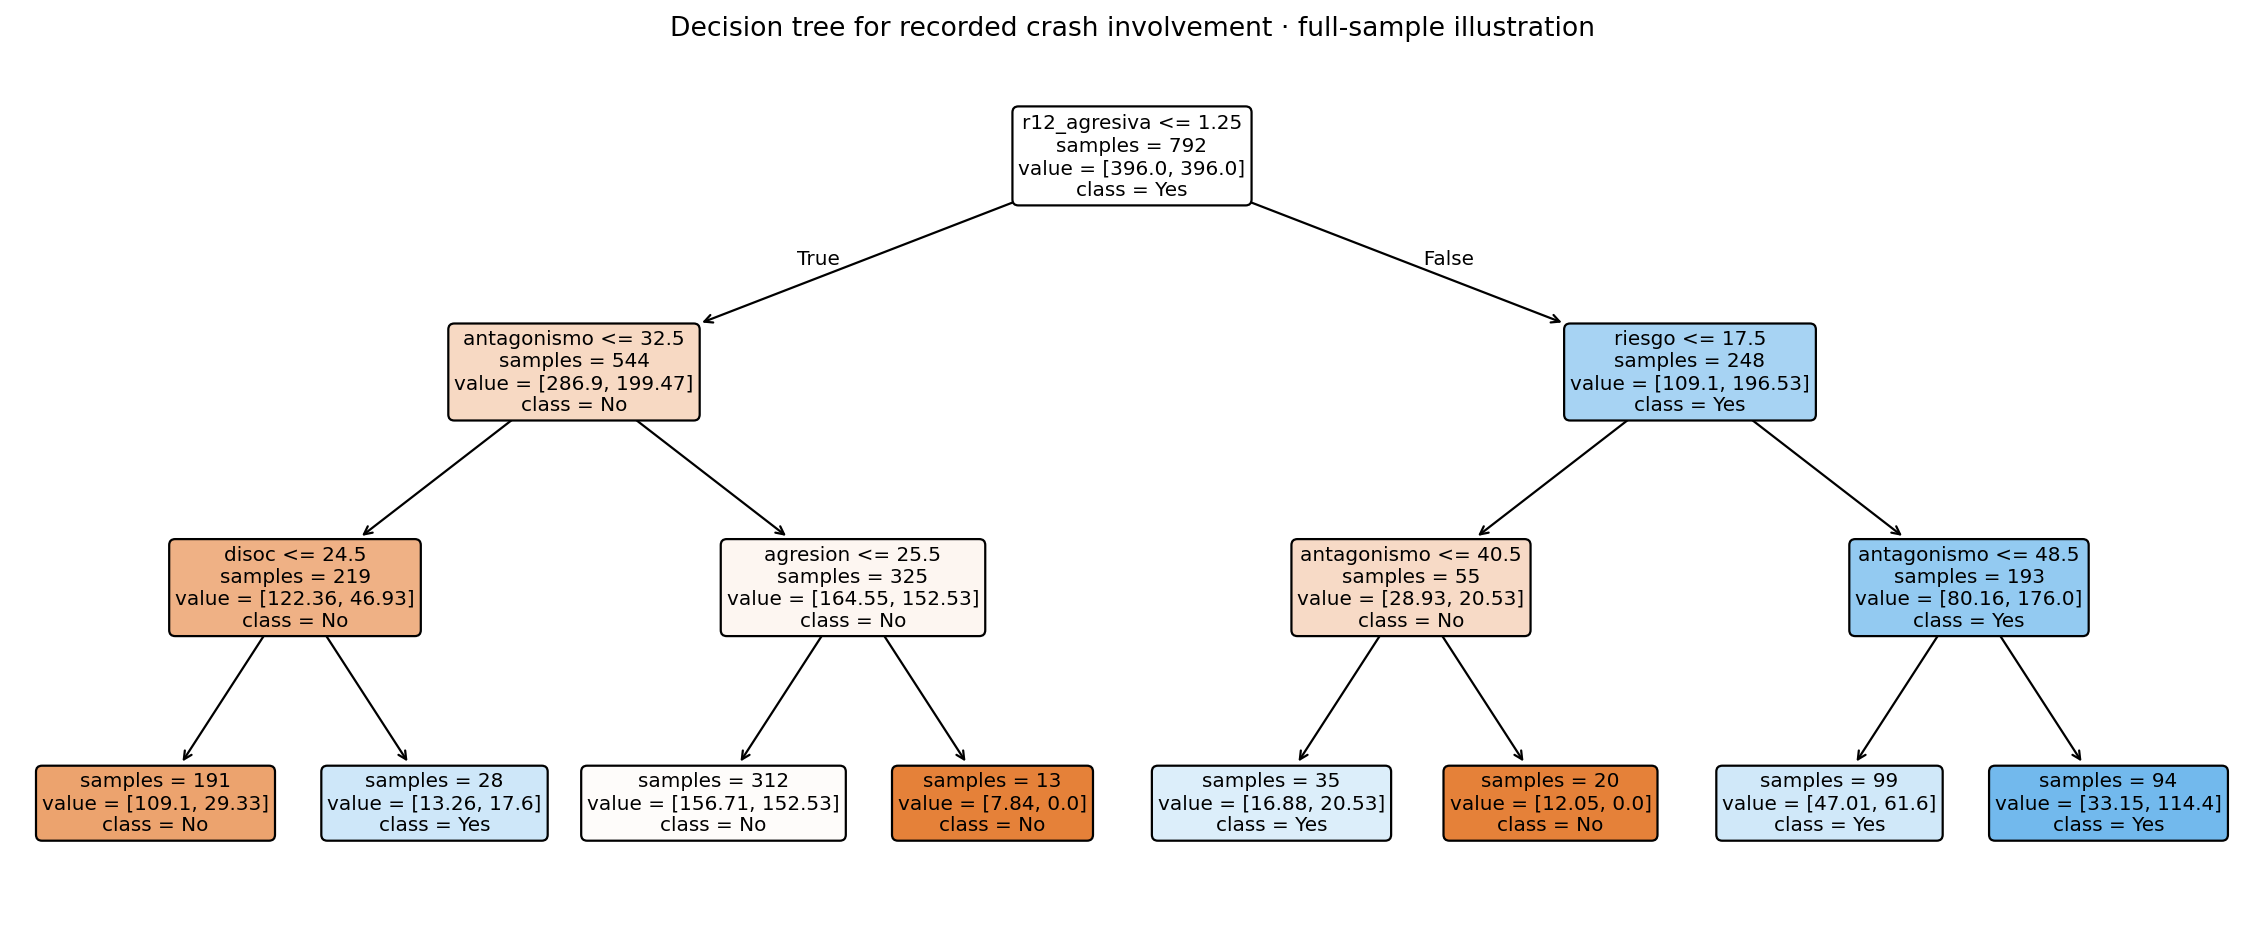 Decision tree for recorded crash involvement · full-sample illustration
r12_agresiva <= 1.25
samples = 792
value = [396.0, 396.0]
class = Yes
True
False
antagonismo <= 32.5
samples = 544
value = [286.9, 199.47]
class = No
riesgo <= 17.5
samples = 248
value = [109.1, 196.53]
class = Yes
disoc <= 24.5
samples = 219
value = [122.36, 46.93]
class = No
agresion <= 25.5
samples = 325
value = [164.55, 152.53]
class = No
antagonismo <= 40.5
samples = 55
value = [28.93, 20.53]
class = No
antagonismo <= 48.5
samples = 193
value = [80.16, 176.0]
class = Yes
samples = 191
value = [109.1, 29.33]
class = No
samples = 28
value = [13.26, 17.6]
class = Yes
samples = 312
value = [156.71, 152.53]
class = No
samples = 13
value = [7.84, 0.0]
class = No
samples = 35
value = [16.88, 20.53]
class = Yes
samples = 20
value = [12.05, 0.0]
class = No
samples = 99
value = [47.01, 61.6]
class = Yes
samples = 94
value = [33.15, 114.4]
class = Yes